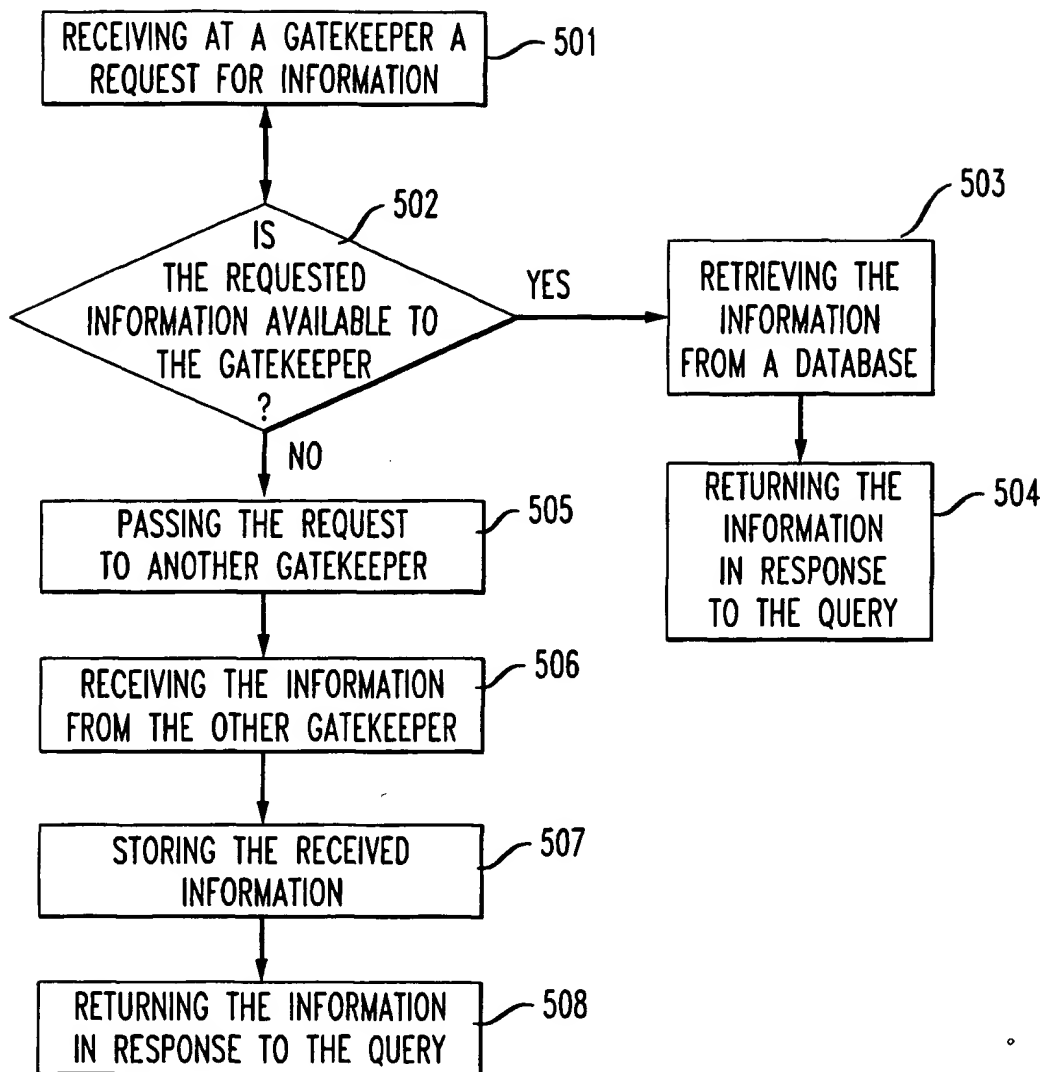 RECEIVING AT A GATEKEEPER A
REQUEST FOR INFORMATION
501
502
IS
THE REQUESTED
INFORMATION AVAILABLE TO
THE GATEKEEPER
?
YES
NO
503
RETRIEVING THE
INFORMATION
FROM A DATABASE
504
RETURNING THE
INFORMATION
IN RESPONSE
TO THE QUERY
505
PASSING THE REQUEST
TO ANOTHER GATEKEEPER
506
RECEIVING THE INFORMATION
FROM THE OTHER GATEKEEPER
507
STORING THE RECEIVED
INFORMATION
508
RETURNING THE INFORMATION
IN RESPONSE TO THE QUERY